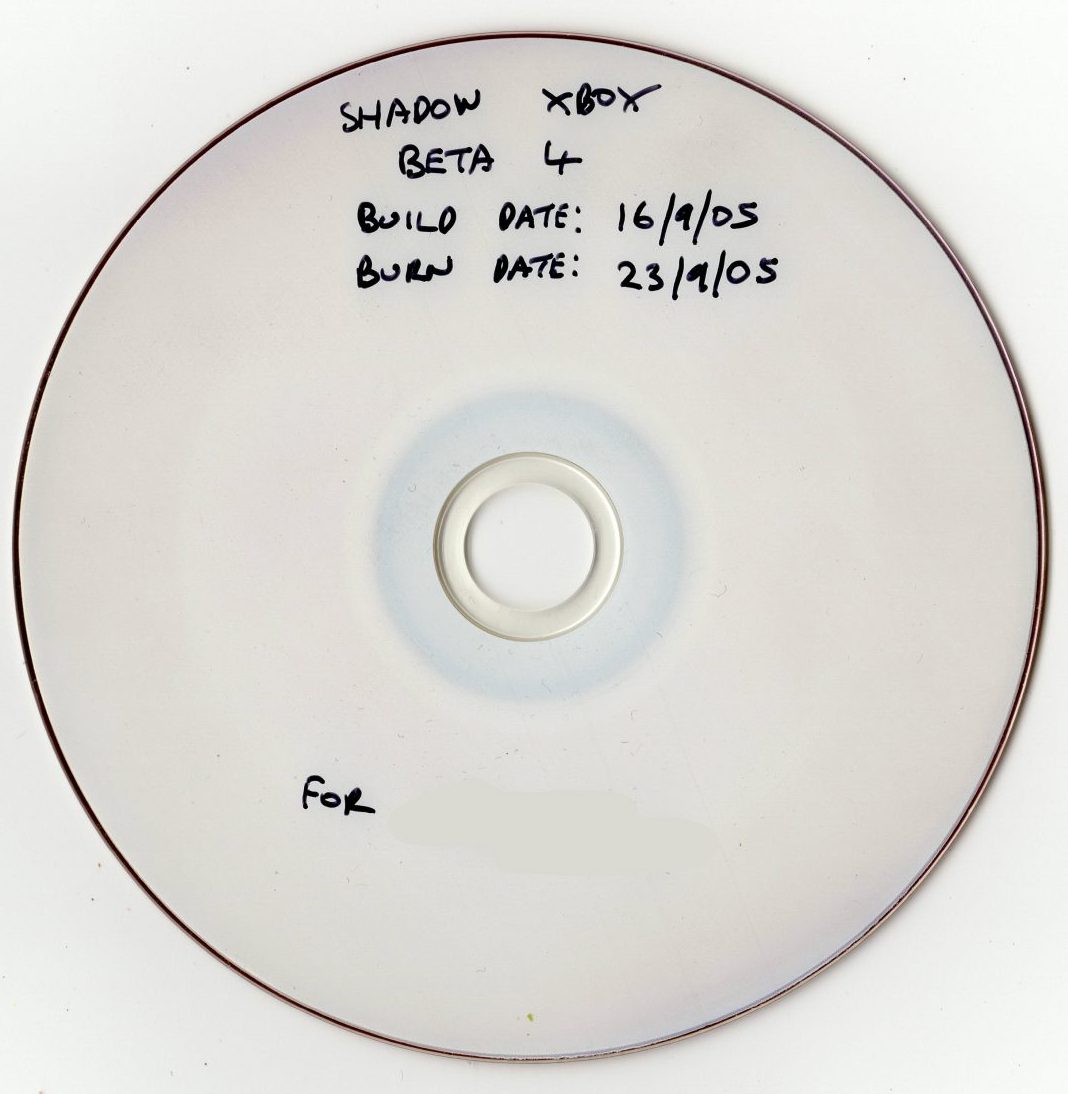 SHADOW XBOX
BETA 4
BUILD DATE: 16/9/05
BURN DATE: 23/9/05
FOR